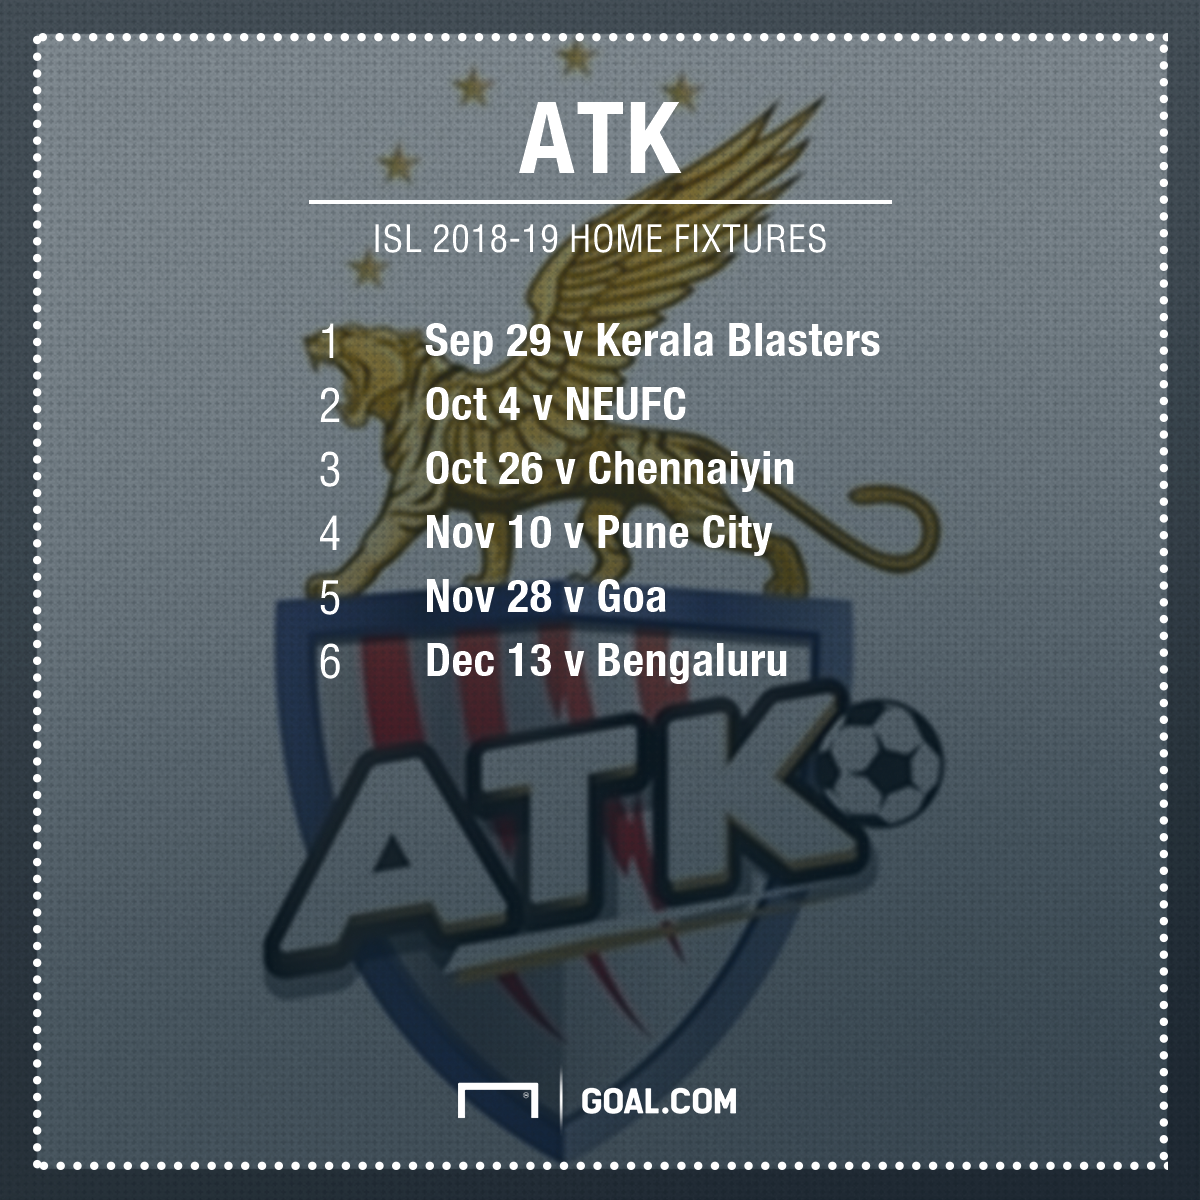 ATK
ISL 2018-19 HOME FIXTURES
1 Sep 29 v Kerala Blasters
2 Oct 4 v NEUFC
3 Oct 26 v Chennaiyin
4 Nov 10 v Pune City
5 Nov 28 v Goa
6 Dec 13 v Bengaluru
ATK
GOAL.COM